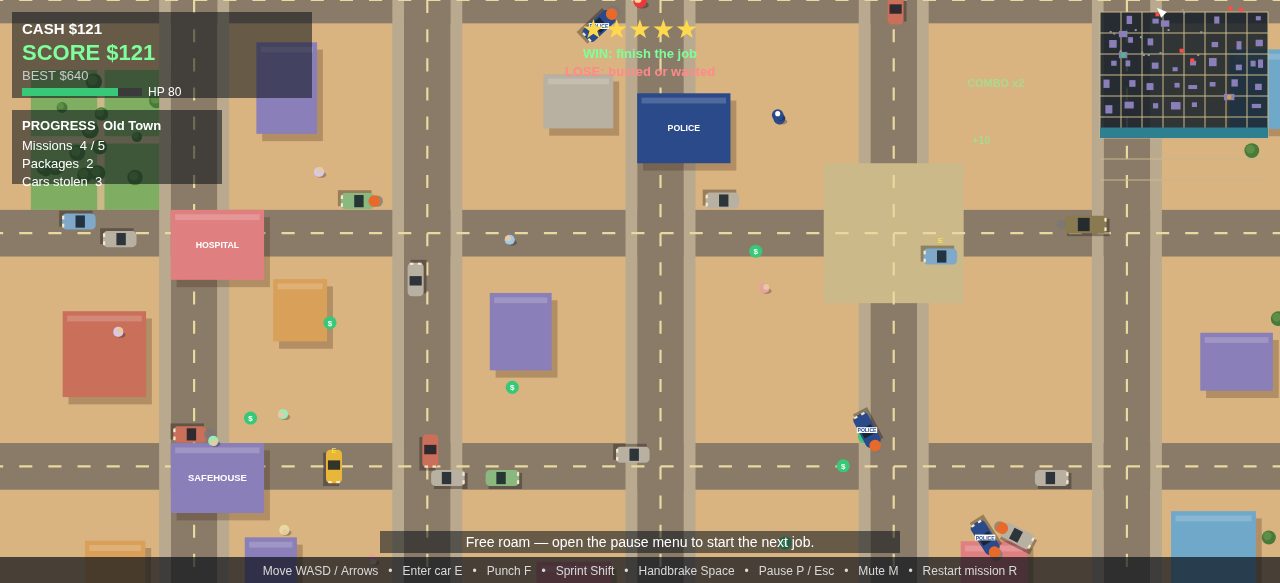 CASH $121
SCORE $121
BEST $640
HP 80
PROGRESS Old Town
Missions 4 / 5
Packages 2
Cars stolen 3
★★★★★
WIN: finish the job
LOSE: busted or wasted
COMBO x2
+10
POLICE
POLICE
HOSPITAL
E
$
$
$
$
POLICE
E
$
SAFEHOUSE
POLICE
Free roam — open the pause menu to start the next job.
Move WASD / Arrows • Enter car E • Punch F • Sprint Shift • Handbrake Space • Pause P / Esc • Mute M • Restart mission R